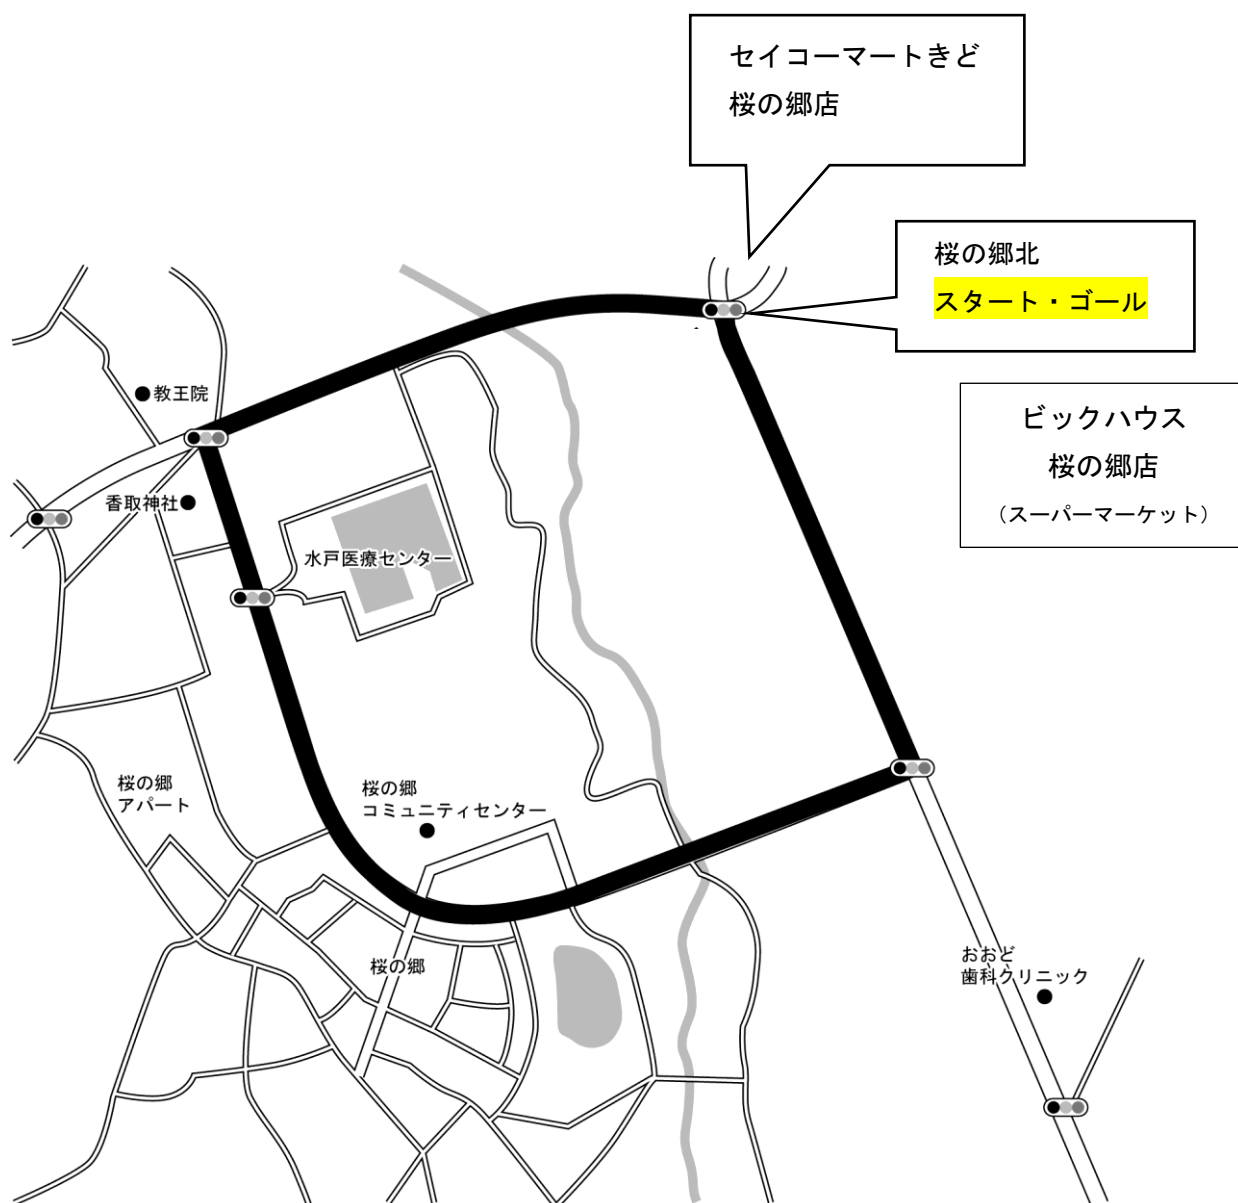 セイコーマートきど
桜の郷店
桜の郷北
スタート・ゴール
ビックハウス
桜の郷店
（スーパーマーケット）
教王院
香取神社
水戸医療センター
桜の郷
アパート
桜の郷
コミュニティセンター
桜の郷
おおど
歯科クリニック